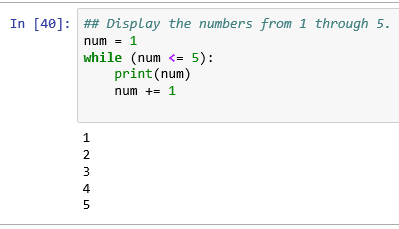 In [40]: ## Display the numbers from 1 through 5.
num = 1
while (num <= 5):
    print(num)
    num += 1
1
2
3
4
5